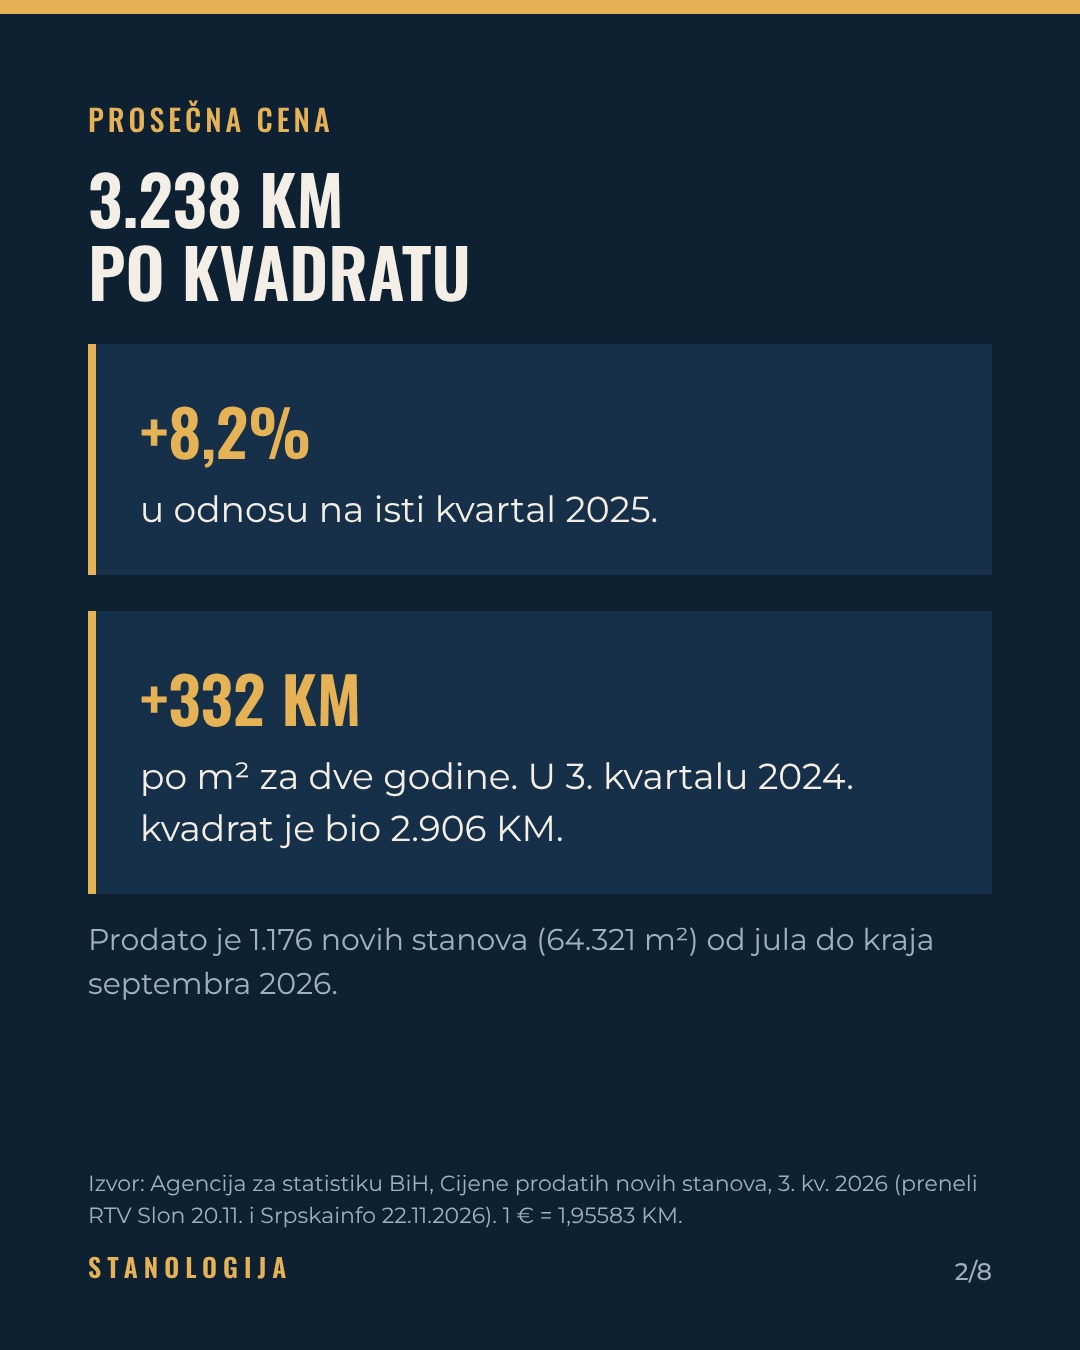 PROSEČNA CENA
3.238 KM
PO KVADRATU
+8,2%
u odnosu na isti kvartal 2025.
+332 KM
po m² za dve godine. U 3. kvartalu 2024.
kvadrat je bio 2.906 KM.
Prodato je 1.176 novih stanova (64.321 m²) od jula do kraja
septembra 2026.
Izvor: Agencija za statistiku BiH, Cijene prodatih novih stanova, 3. kv. 2026 (preneli
RTV Slon 20.11. i Srpskainfo 22.11.2026). 1 € = 1,95583 KM.
STANOLOGIJA
2/8